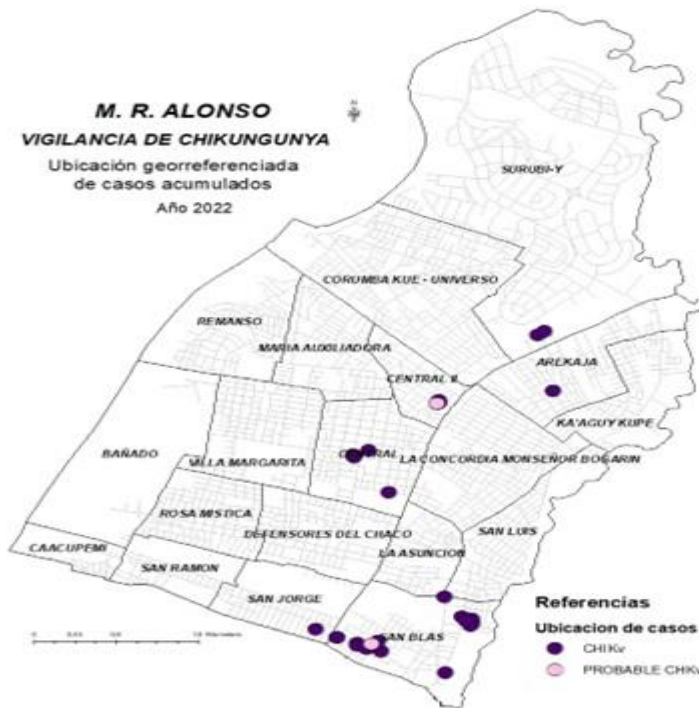 M. R. ALONSO
VIGILANCIA DE CHIKUNGUNYA
Ubicación georreferenciada
de casos acumulados
Año 2022
SURUBI-Y
CORUMBA KUE - UNIVERSO
REMANSO
MARIA AUXILIADORA
AREKAJA
CENTRAL II
KA'AGUY KUPE
BAÑADO
VILLA MARGARITA
LA CONCORDIA MONSEÑOR BOGARIN
ROSA MISTICA
DEFENSORES DEL CHACO
SAN LUIS
CAACUPEMI
LA ASUNCION
SAN RAMON
SAN JORGE
SAN BLAS
Referencias
Ubicacion de casos
CHIKv
PROBABLE CHKv